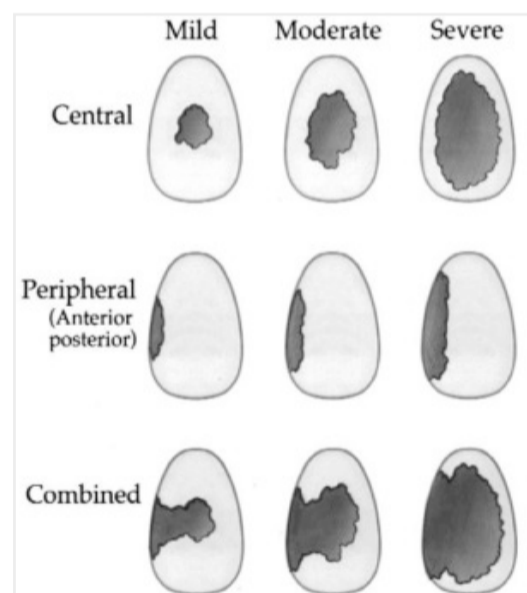 Mild Moderate Severe
Central
Peripheral
(Anterior
posterior)
Combined